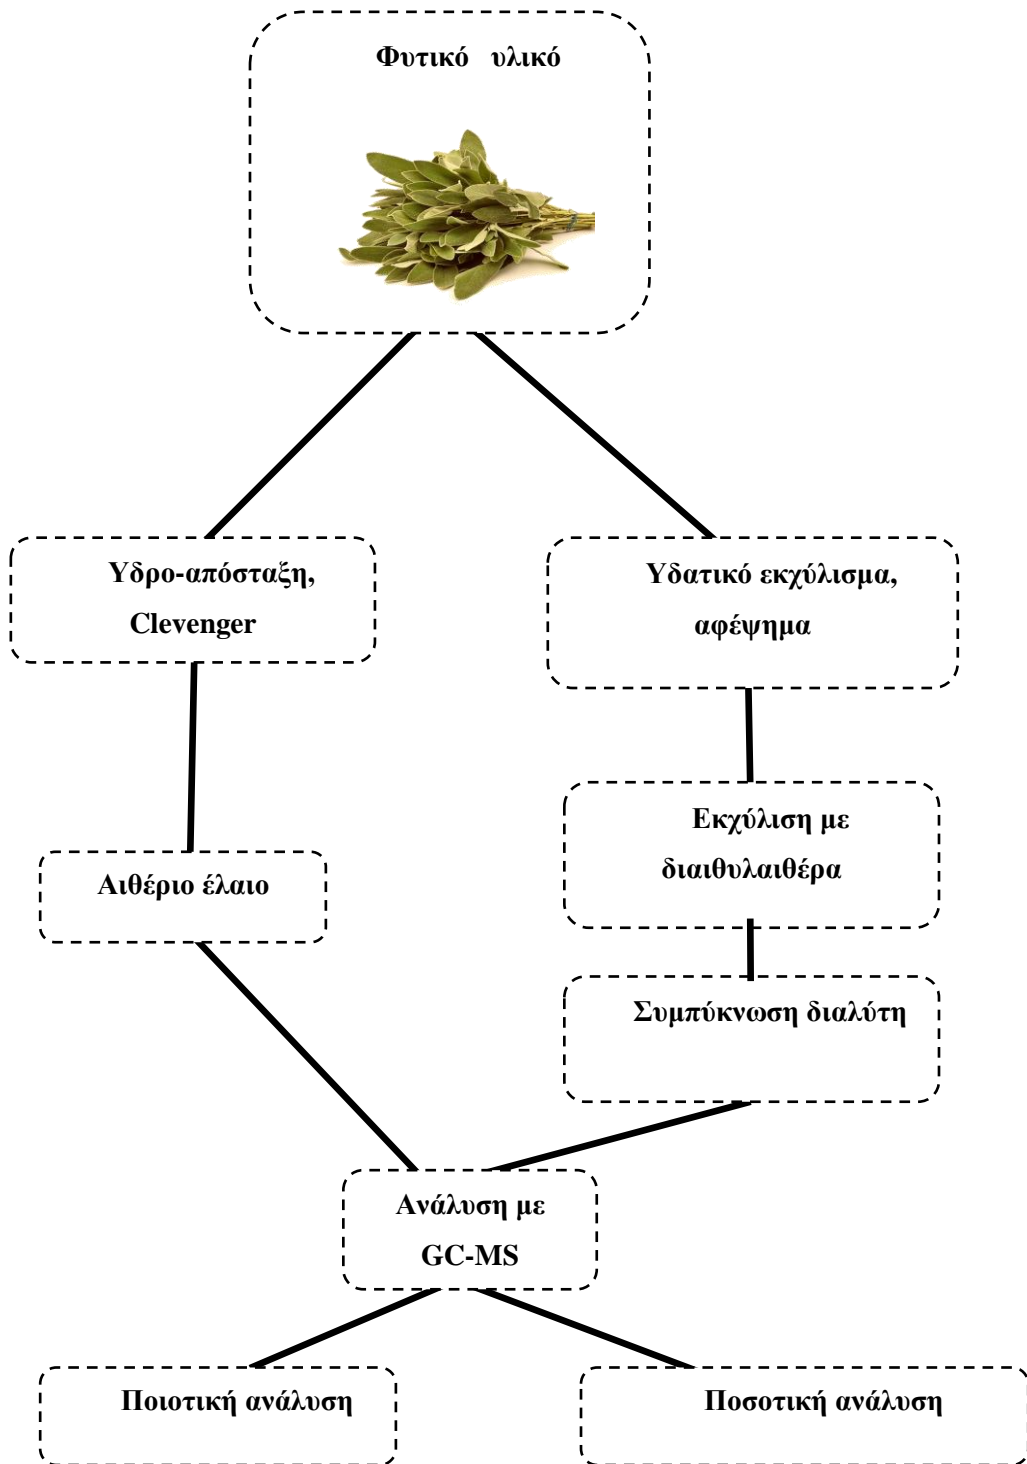 Φυτικό υλικό
Υδρο-απόσταξη,
Clevenger
Υδατικό εκχύλισμα,
αφέψημα
Εκχύλιση με
διαιθυλαιθέρα
Αιθέριο έλαιο
Συμπύκνωση διαλύτη
Ανάλυση με
GC-MS
Ποιοτική ανάλυση
Ποσοτική ανάλυση